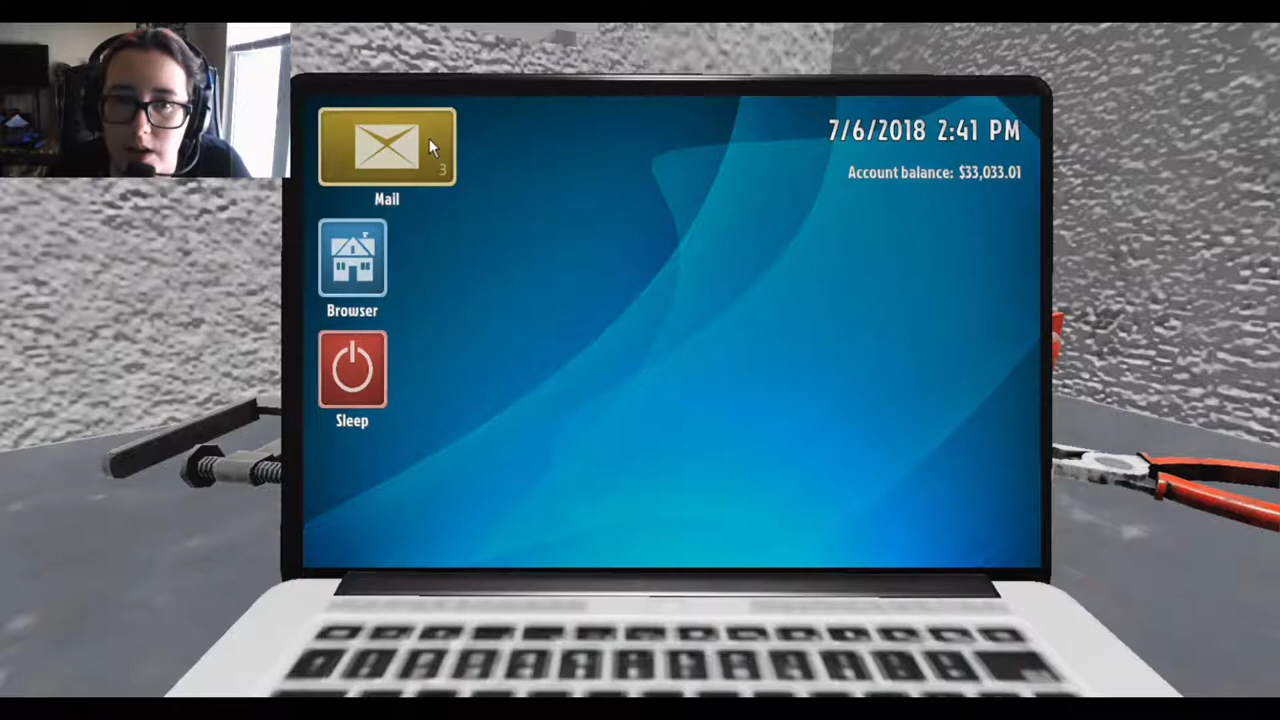 3
Mail
Browser
Sleep
7/6/2018 2:41 PM
Account balance: $33,033.01